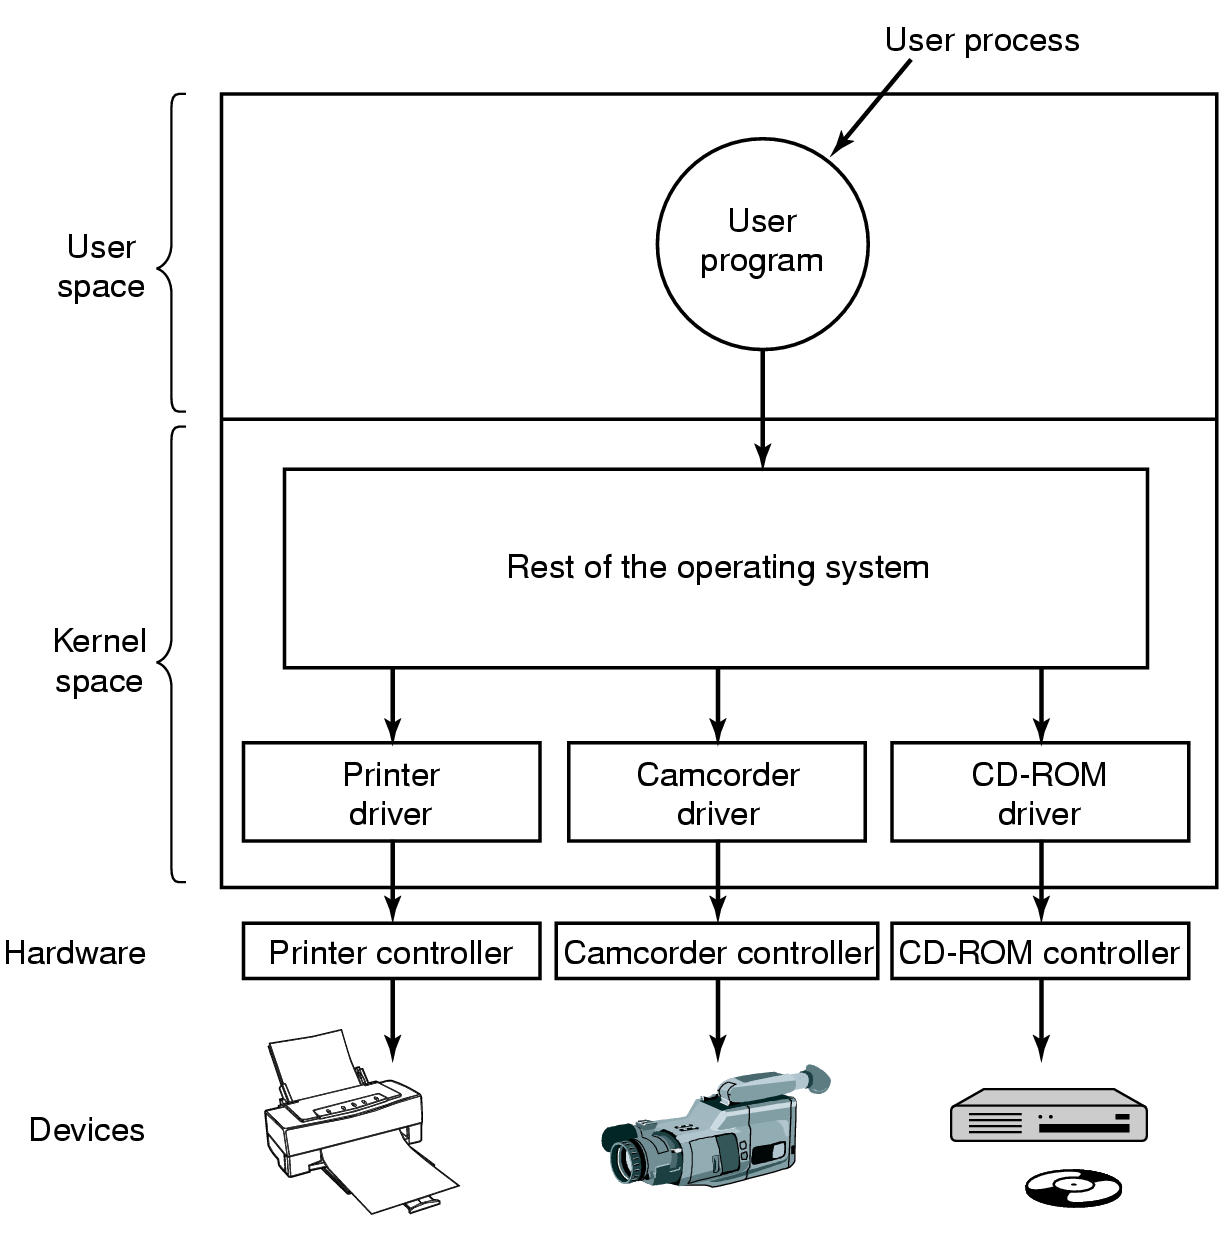 User process
User
program
User
space
Rest of the operating system
Kernel
space
Printer
driver
Camcorder
driver
CD-ROM
driver
Hardware
Printer controller
Camcorder controller
CD-ROM controller
Devices